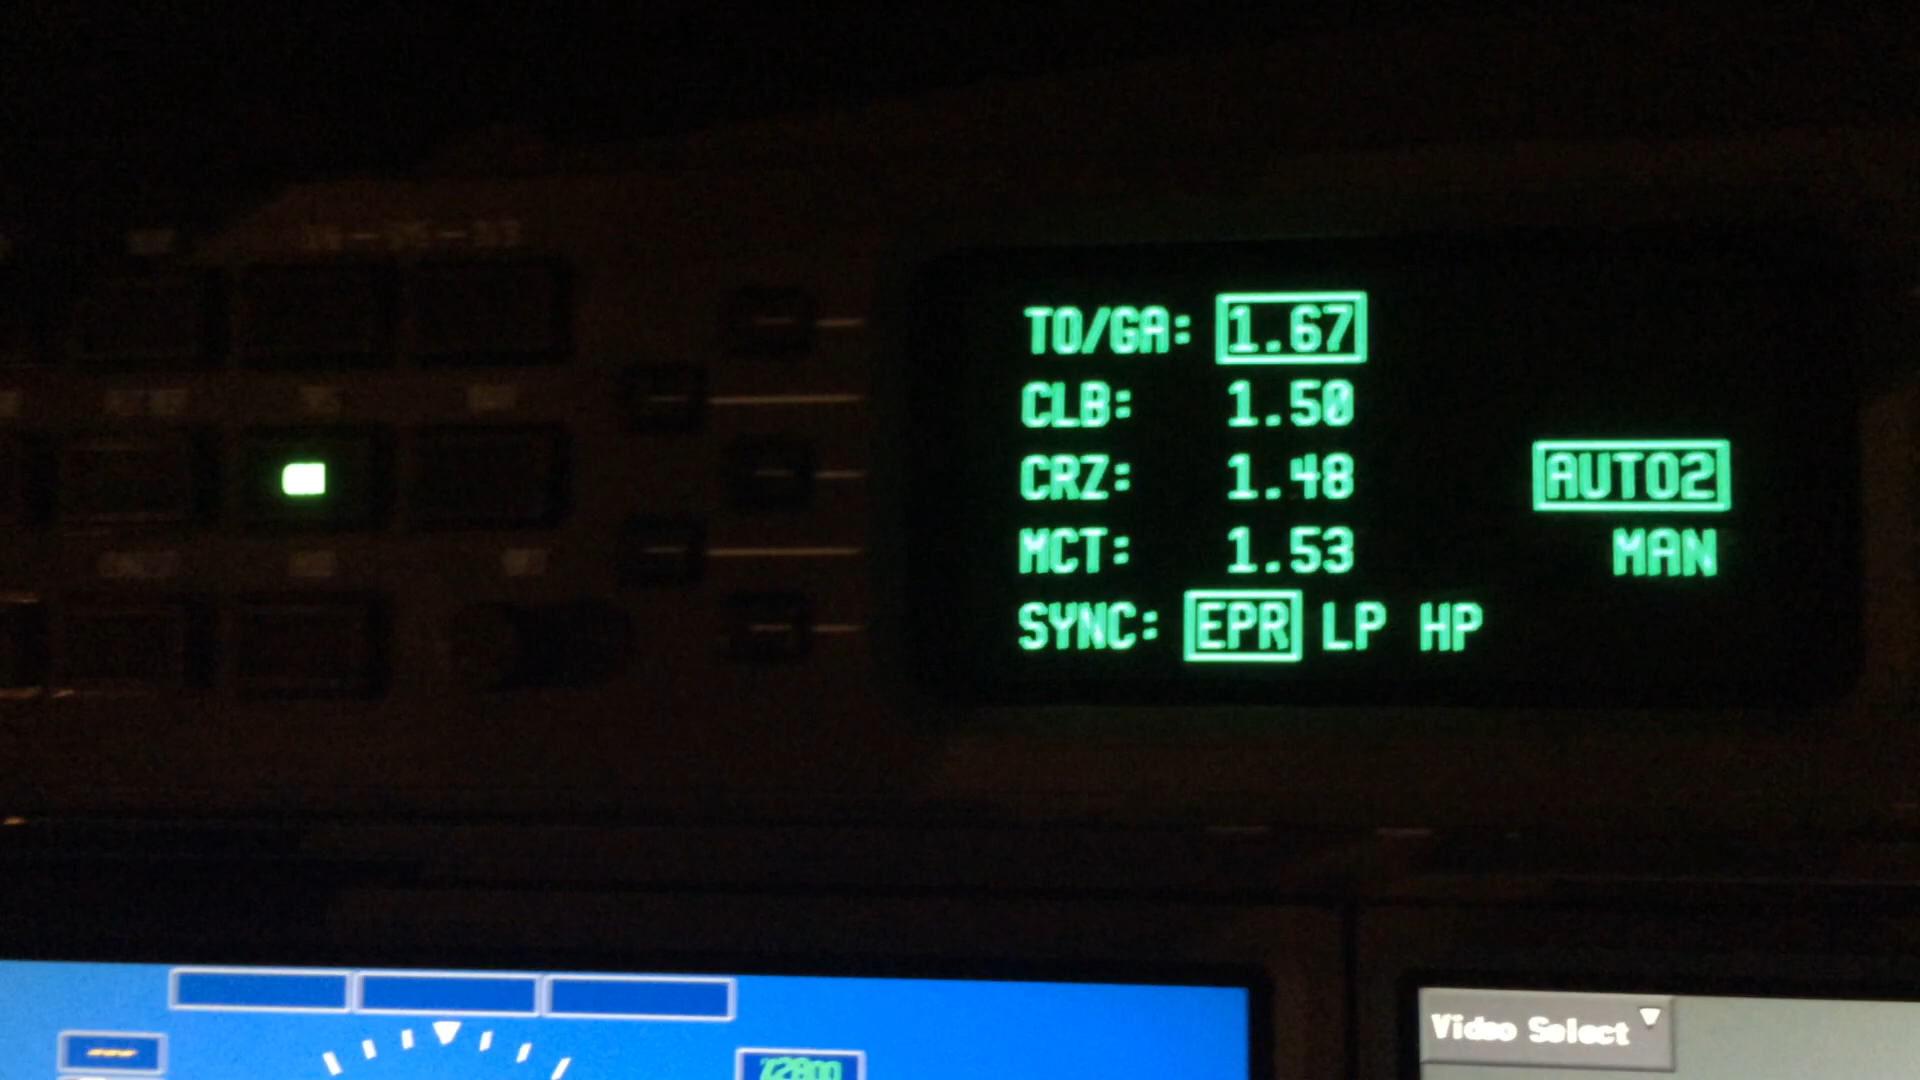 TO/GA: 1.67
CLB: 1.50
CRZ: 1.48 AUTO2
MCT: 1.53 MAN
SYNC: EPR LP HP
Video Select